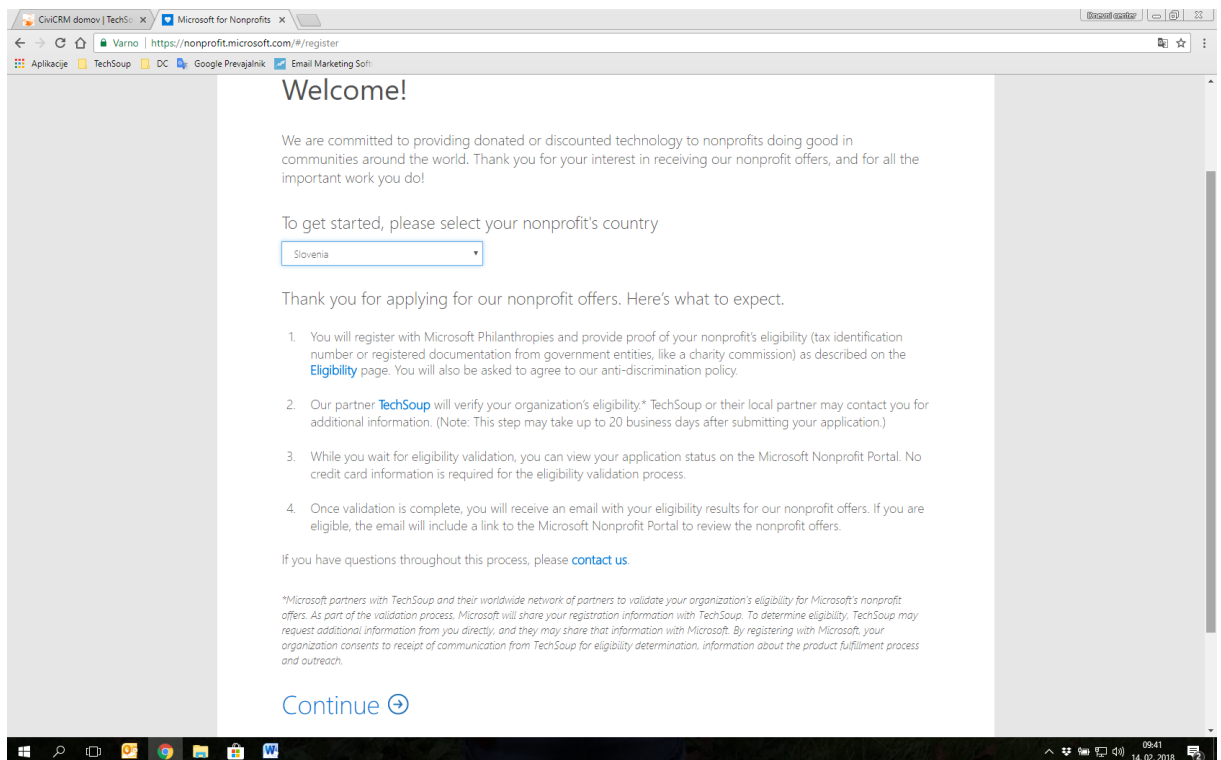 CiviCRM domov | TechSo
Microsoft for Nonprofits
Varno
https://nonprofit.microsoft.com/#/register
Aplikacije
TechSoup
DC
Google Prevajalnik
Email Marketing Soft
Welcome!
We are committed to providing donated or discounted technology to nonprofits doing good in
communities around the world. Thank you for your interest in receiving our nonprofit offers, and for all the
important work you do!
To get started, please select your nonprofit's country
Slovenia
Thank you for applying for our nonprofit offers. Here's what to expect.
1. You will register with Microsoft Philanthropies and provide proof of your nonprofit's eligibility (tax identification
number or registered documentation from government entities, like a charity commission) as described on the
Eligibility page. You will also be asked to agree to our anti-discrimination policy.
2. Our partner TechSoup will verify your organization's eligibility.* TechSoup or their local partner may contact you for
additional information. (Note: This step may take up to 20 business days after submitting your application.)
3. While you wait for eligibility validation, you can view your application status on the Microsoft Nonprofit Portal. No
credit card information is required for the eligibility validation process.
4. Once validation is complete, you will receive an email with your eligibility results for our nonprofit offers. If you are
eligible, the email will include a link to the Microsoft Nonprofit Portal to review the nonprofit offers.
If you have questions throughout this process, please contact us.
*Microsoft partners with TechSoup and their worldwide network of partners to validate your organization's eligibility for Microsoft's nonprofit
offers. As part of the validation process, Microsoft will share your registration information with TechSoup. To determine eligibility, TechSoup may
request additional information from you directly, and they may share that information with Microsoft. By registering with Microsoft, your
organization consents to receipt of communication from TechSoup for eligibility determination, information about the product fulfillment process
and outreach.
Continue
09:41
14. 02. 2018